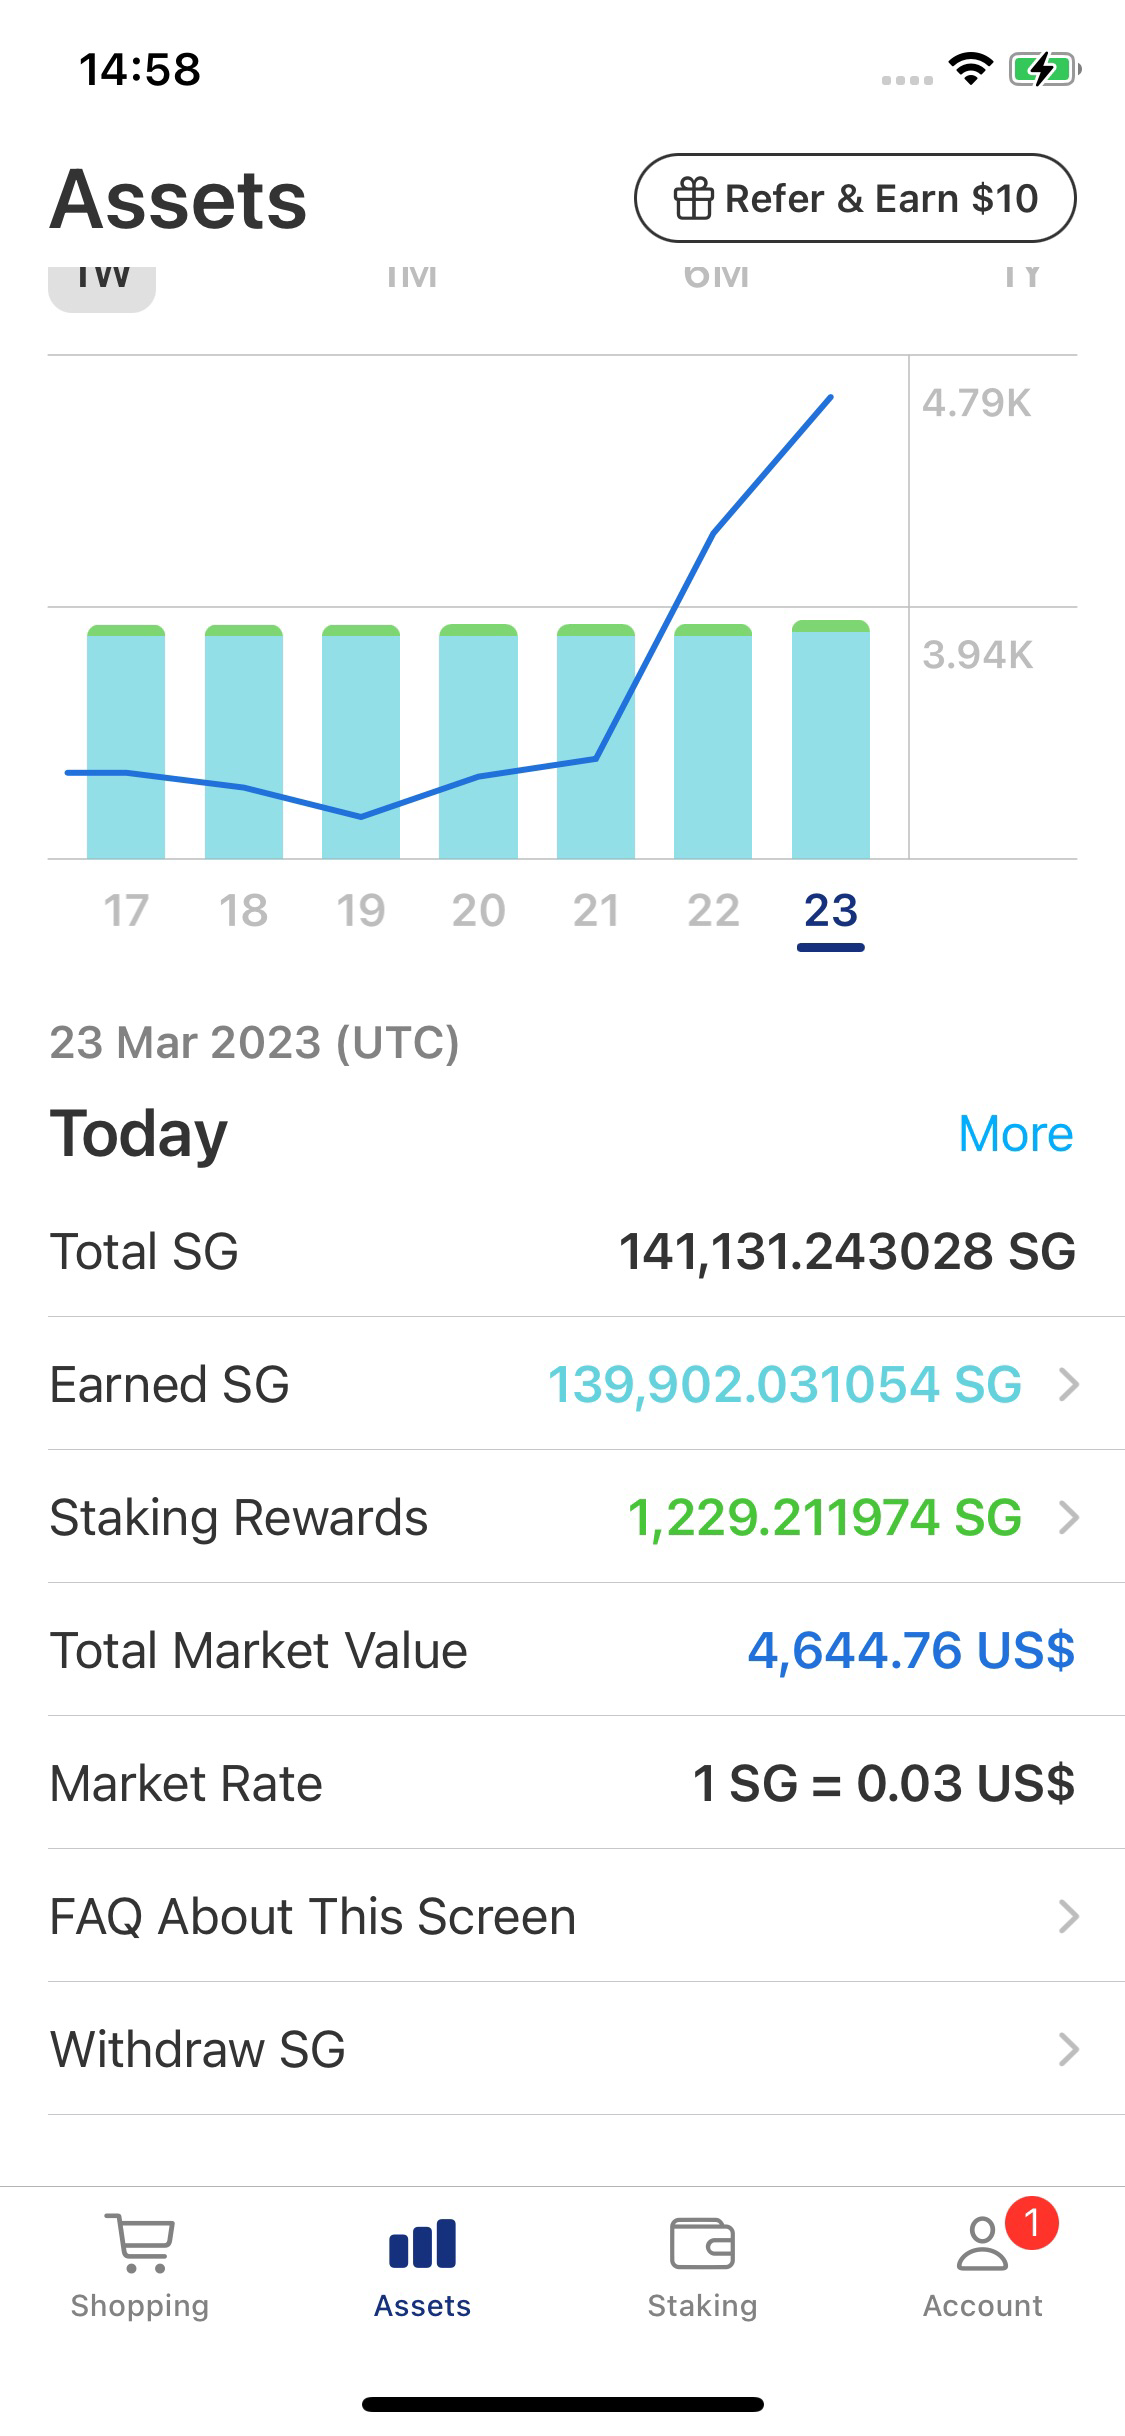 14:58
Assets
Refer & Earn $10
1W 1M 6M 1Y
4.79K
3.94K
17 18 19 20 21 22 23
23 Mar 2023 (UTC)
Today More
Total SG 141,131.243028 SG
Earned SG 139,902.031054 SG
Staking Rewards 1,229.211974 SG
Total Market Value 4,644.76 US$
Market Rate 1 SG = 0.03 US$
FAQ About This Screen
Withdraw SG
1
Shopping Assets Staking Account